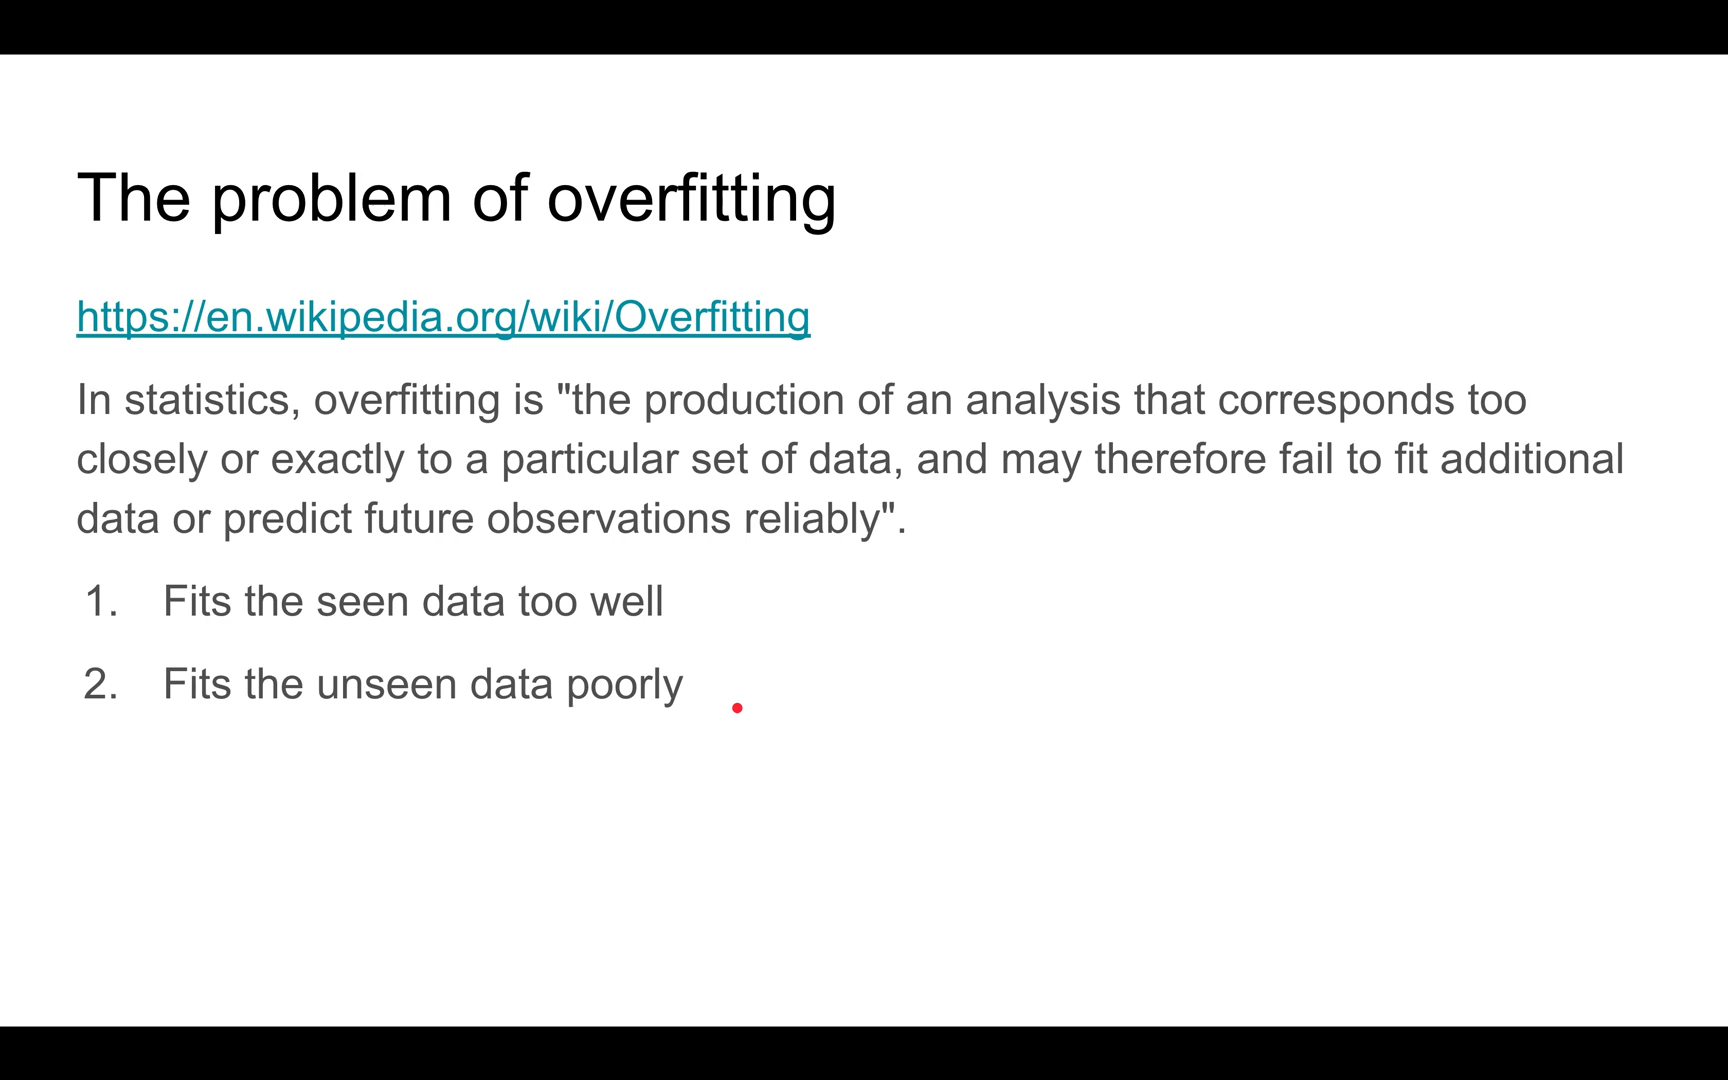 The problem of overfitting
https://en.wikipedia.org/wiki/Overfitting
In statistics, overfitting is "the production of an analysis that corresponds too
closely or exactly to a particular set of data, and may therefore fail to fit additional
data or predict future observations reliably".
1. Fits the seen data too well
2. Fits the unseen data poorly